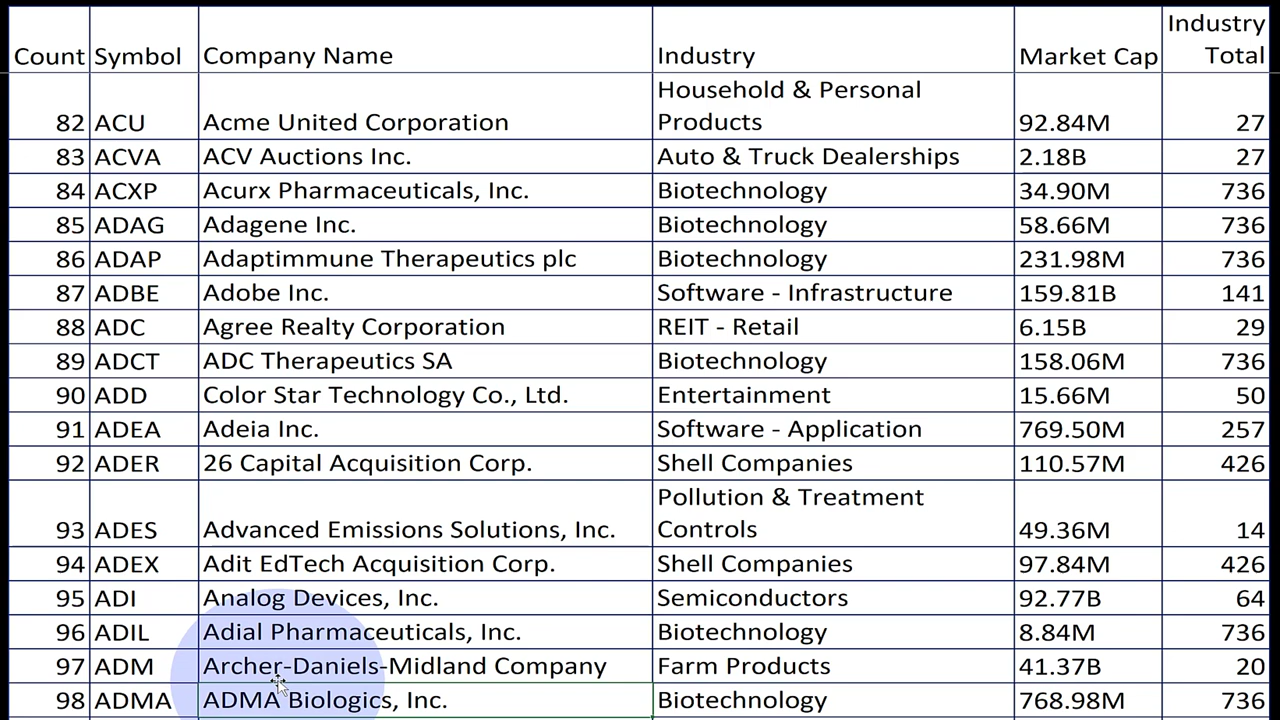 Count Symbol Company Name Industry Market Cap Industry Total
82 ACU Acme United Corporation Household & Personal Products 92.84M 27
83 ACVA ACV Auctions Inc. Auto & Truck Dealerships 2.18B 27
84 ACXP Acurx Pharmaceuticals, Inc. Biotechnology 34.90M 736
85 ADAG Adagene Inc. Biotechnology 58.66M 736
86 ADAP Adaptimmune Therapeutics plc Biotechnology 231.98M 736
87 ADBE Adobe Inc. Software - Infrastructure 159.81B 141
88 ADC Agree Realty Corporation REIT - Retail 6.15B 29
89 ADCT ADC Therapeutics SA Biotechnology 158.06M 736
90 ADD Color Star Technology Co., Ltd. Entertainment 15.66M 50
91 ADEA Adeia Inc. Software - Application 769.50M 257
92 ADER 26 Capital Acquisition Corp. Shell Companies 110.57M 426
93 ADES Advanced Emissions Solutions, Inc. Pollution & Treatment Controls 49.36M 14
94 ADEX Adit EdTech Acquisition Corp. Shell Companies 97.84M 426
95 ADI Analog Devices, Inc. Semiconductors 92.77B 64
96 ADIL Adial Pharmaceuticals, Inc. Biotechnology 8.84M 736
97 ADM Archer-Daniels-Midland Company Farm Products 41.37B 20
98 ADMA ADMA Biologics, Inc. Biotechnology 768.98M 736